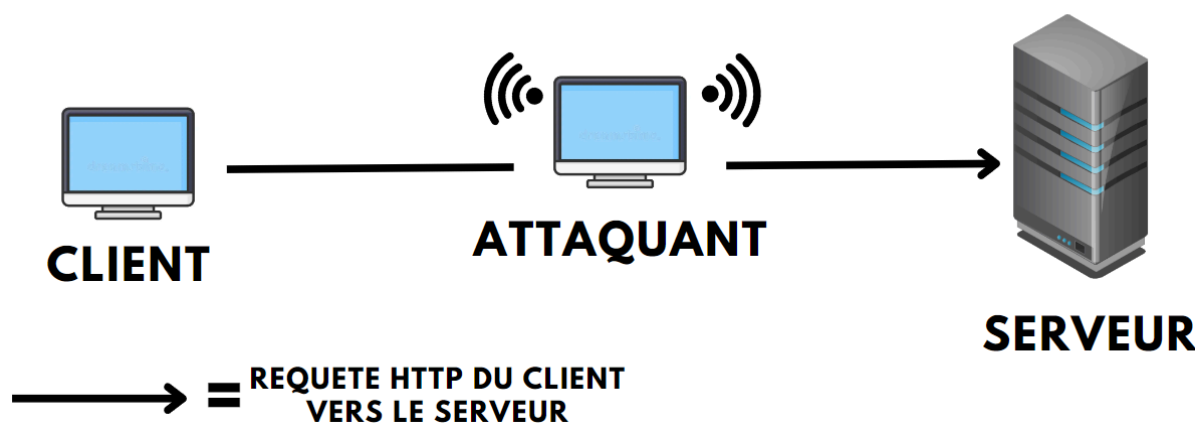 CLIENT
ATTAQUANT
SERVEUR
= REQUETE HTTP DU CLIENT
VERS LE SERVEUR